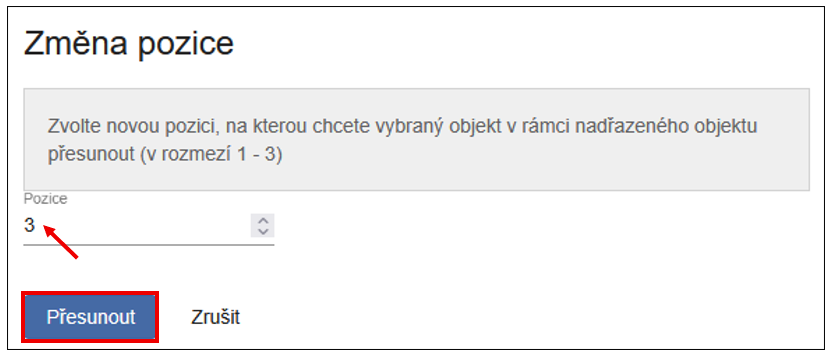 Změna pozice
Zvolte novou pozici, na kterou chcete vybraný objekt v rámci nadřazeného objektu
přesunout (v rozmezí 1 - 3)
Pozice
3
Přesunout
Zrušit